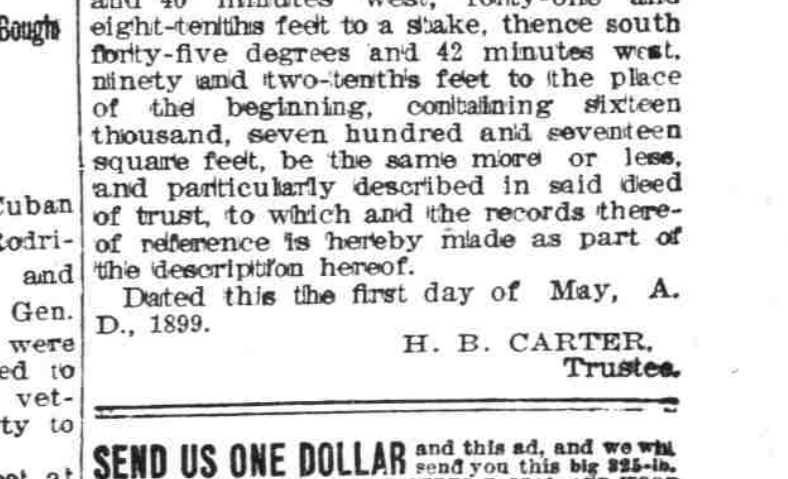 Bought
Cuban
Rodri-
and
Gen.
were
ed to
vet-
ty to
and 40 minutes west, forty-one and
eight-tenths feet to a stake, thence south
forty-five degrees and 42 minutes west,
ninety and two-tenths feet to the place
of the beginning, containing sixteen
thousand, seven hundred and seventeen
square feet, be the same more or less,
and particularly described in said deed
of trust, to which and the records there-
of reference is hereby made as part of
the description hereof.
Dated this the first day of May, A.
D., 1899.
H. B. CARTER,
Trustee.
SEND US ONE DOLLAR
and this ad, and we will
send you this big 325-lb.